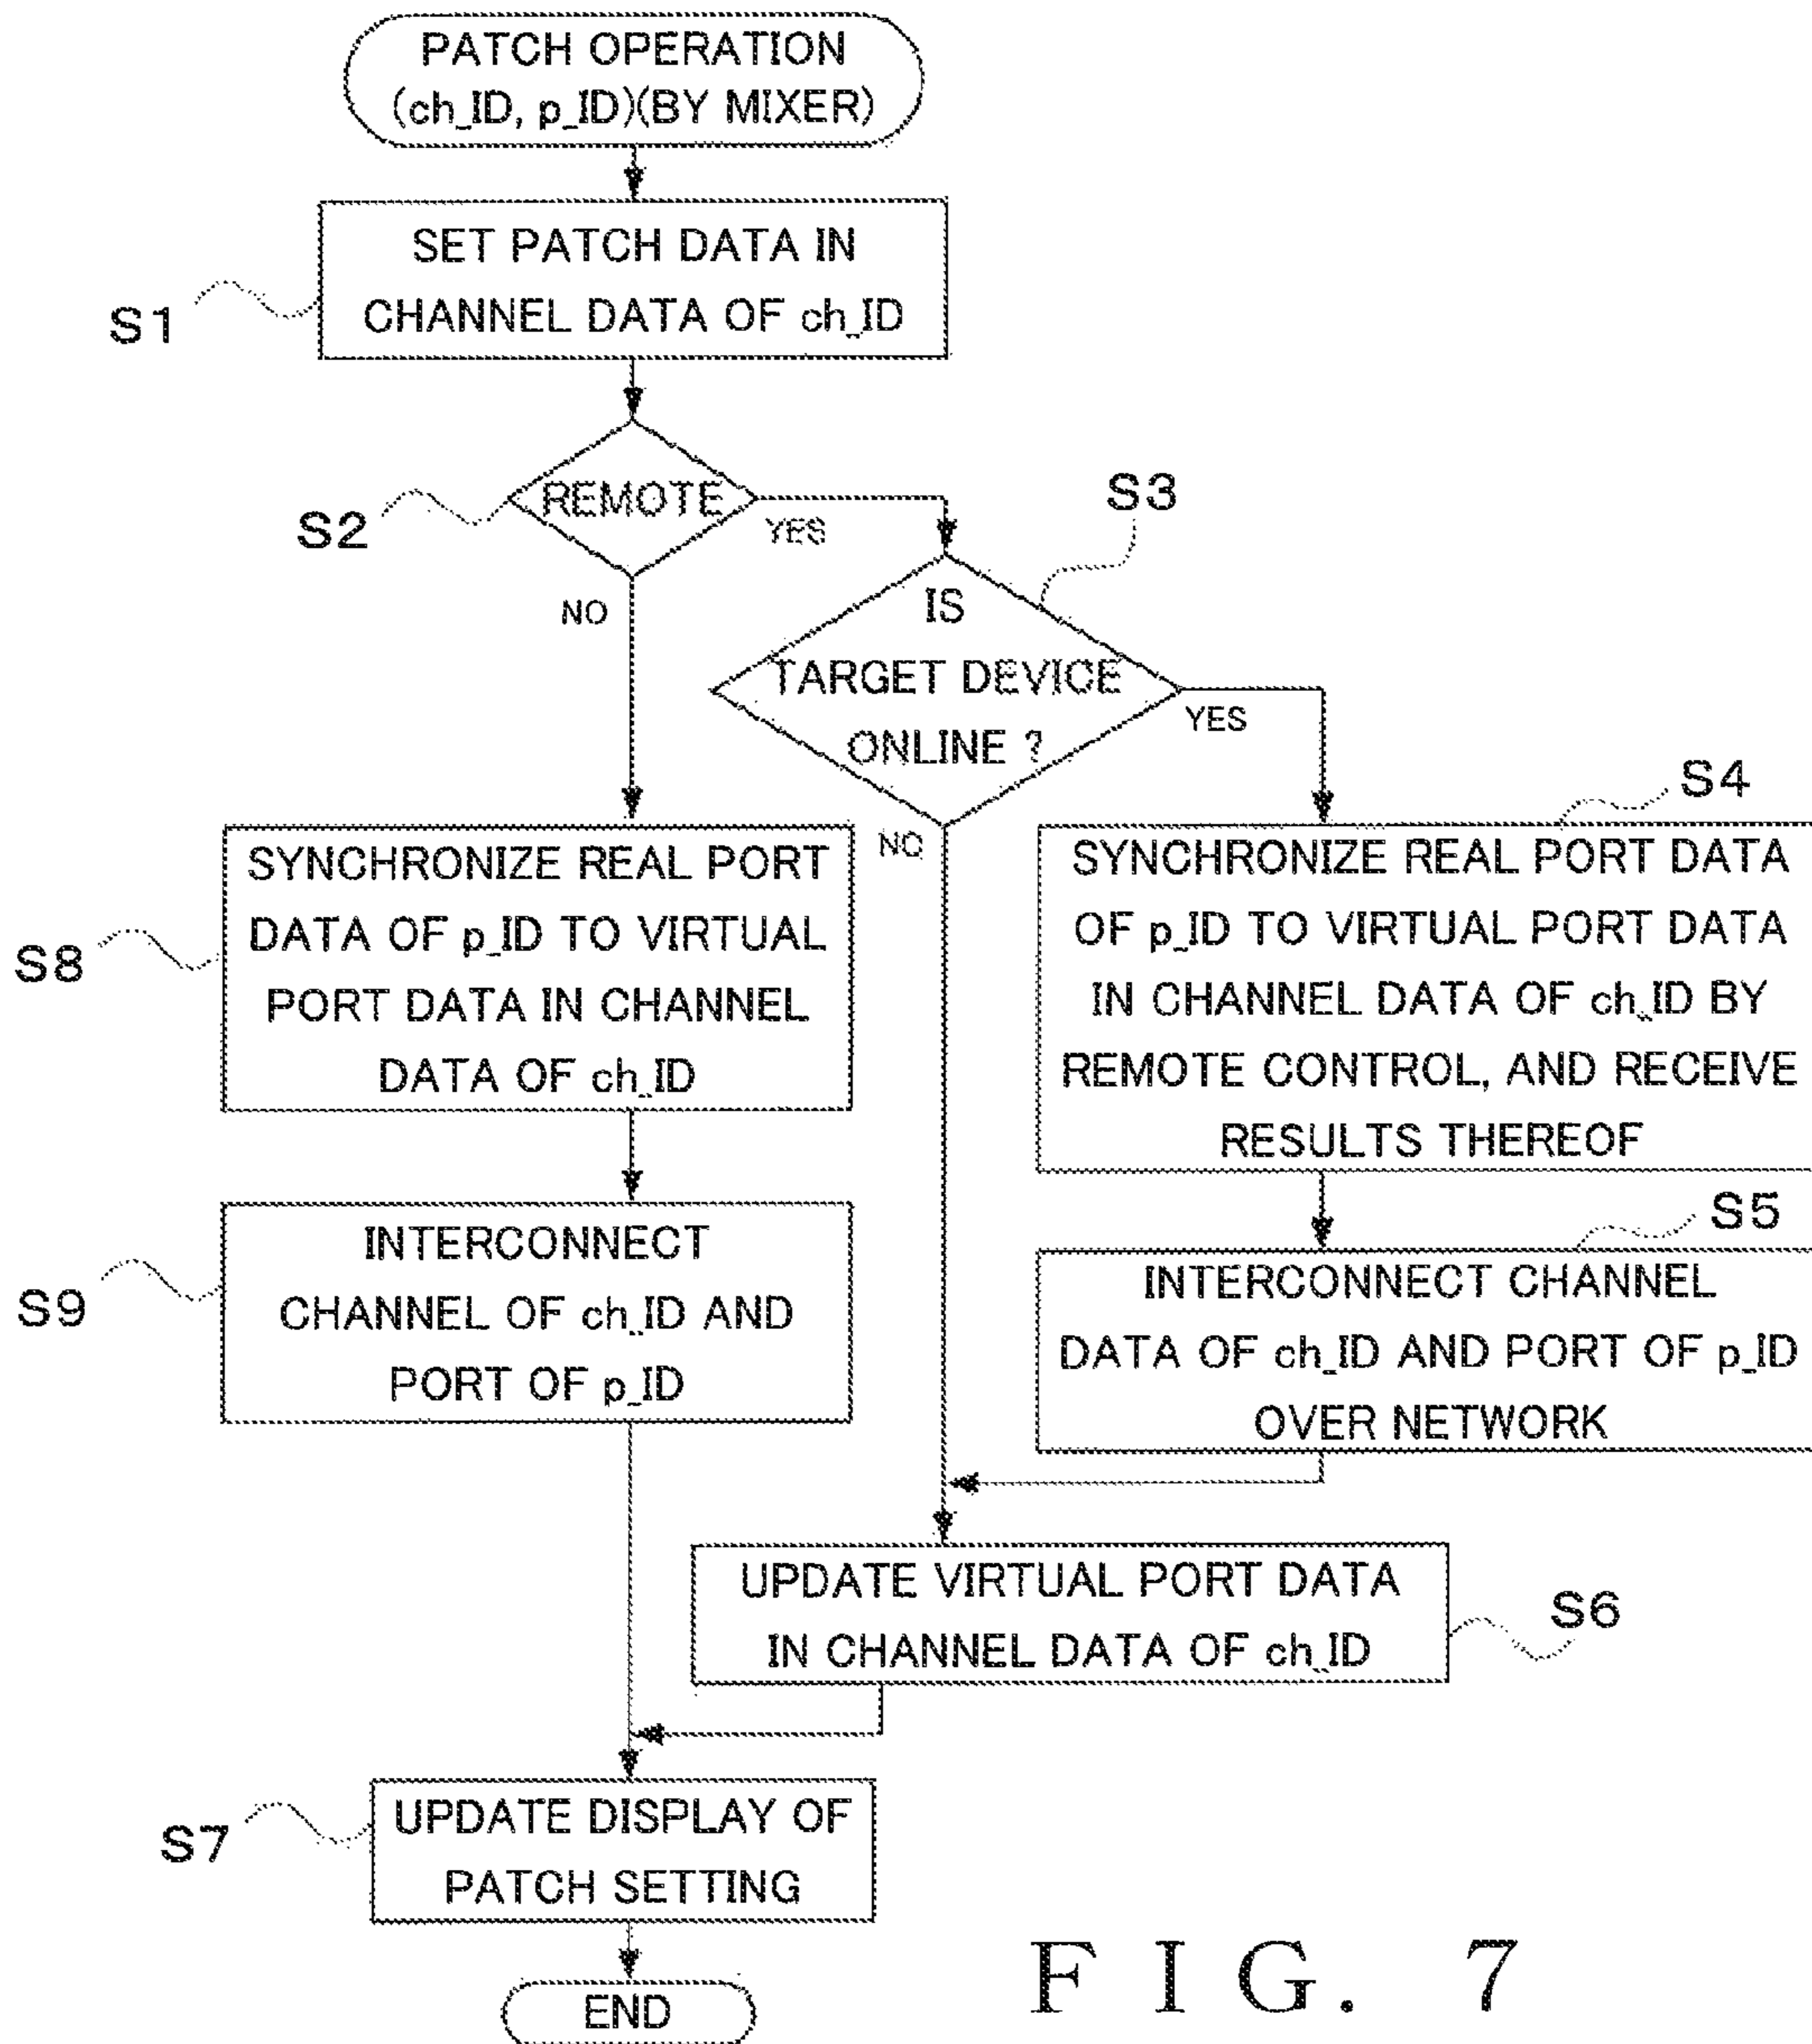 PATCH OPERATION
(ch_ID, p_ID)(BY MIXER)
SET PATCH DATA IN
CHANNEL DATA OF ch_ID
S1
REMOTE
S2
YES
NO
S3
IS
TARGET DEVICE
ONLINE ?
YES
NO
S4
SYNCHRONIZE REAL PORT DATA
OF p_ID TO VIRTUAL PORT DATA
IN CHANNEL DATA OF ch_ID BY
REMOTE CONTROL, AND RECEIVE
RESULTS THEREOF
S8
SYNCHRONIZE REAL PORT
DATA OF p_ID TO VIRTUAL
PORT DATA IN CHANNEL
DATA OF ch_ID
S5
INTERCONNECT CHANNEL
DATA OF ch_ID AND PORT OF p_ID
OVER NETWORK
S9
INTERCONNECT
CHANNEL OF ch_ID AND
PORT OF p_ID
UPDATE VIRTUAL PORT DATA
IN CHANNEL DATA OF ch_ID
S6
S7
UPDATE DISPLAY OF
PATCH SETTING
END
FIG. 7